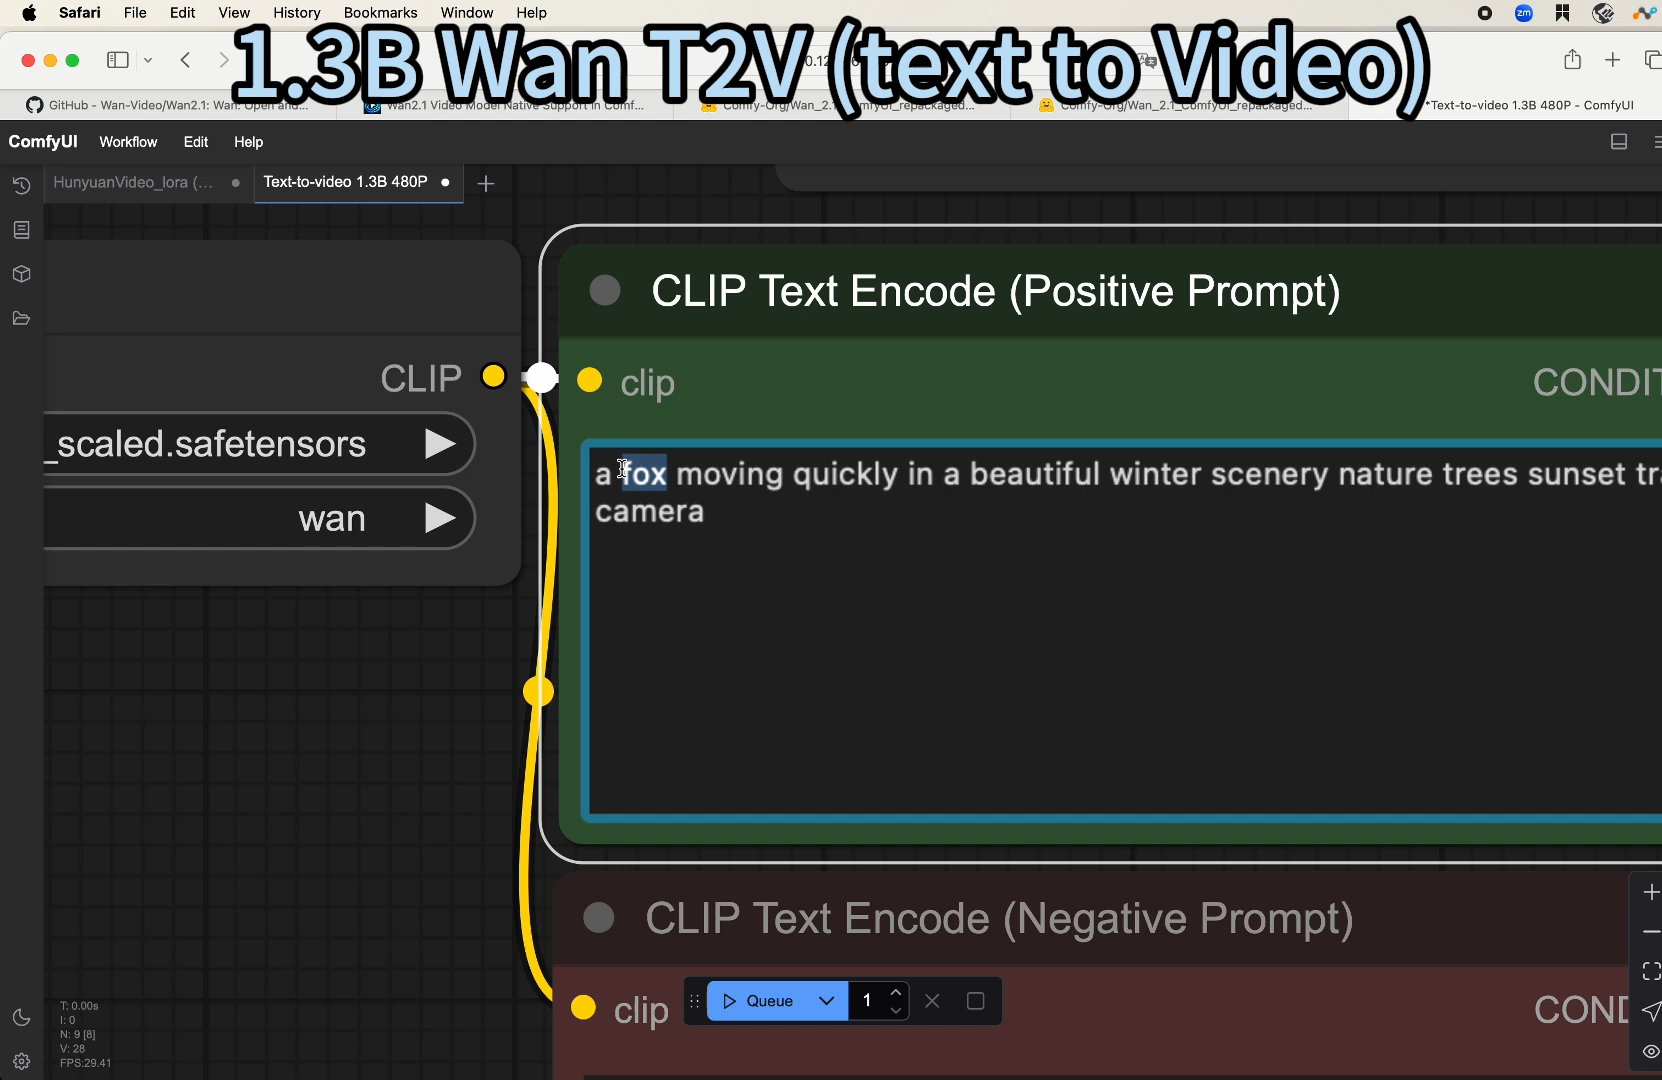 Safari File Edit View History Bookmarks Window Help
zm
1.3B Wan T2V (text to Video)
GitHub - Wan-Video/Wan2.1: Wan: Open and...
Wan2.1 Video Model Native Support in Comf...
*Text-to-video 1.3B 480P - ComfyUI
ComfyUI Workflow Edit Help
HunyuanVideo_lora (...
Text-to-video 1.3B 480P
CLIP Text Encode (Positive Prompt)
CLIP
clip
CONDIT
_scaled.safetensors
wan
a fox moving quickly in a beautiful winter scenery nature trees sunset tra
camera
CLIP Text Encode (Negative Prompt)
clip
COND
Queue
1
T: 0.00s
I: 0
N: 9 [8]
V: 28
FPS:29.41